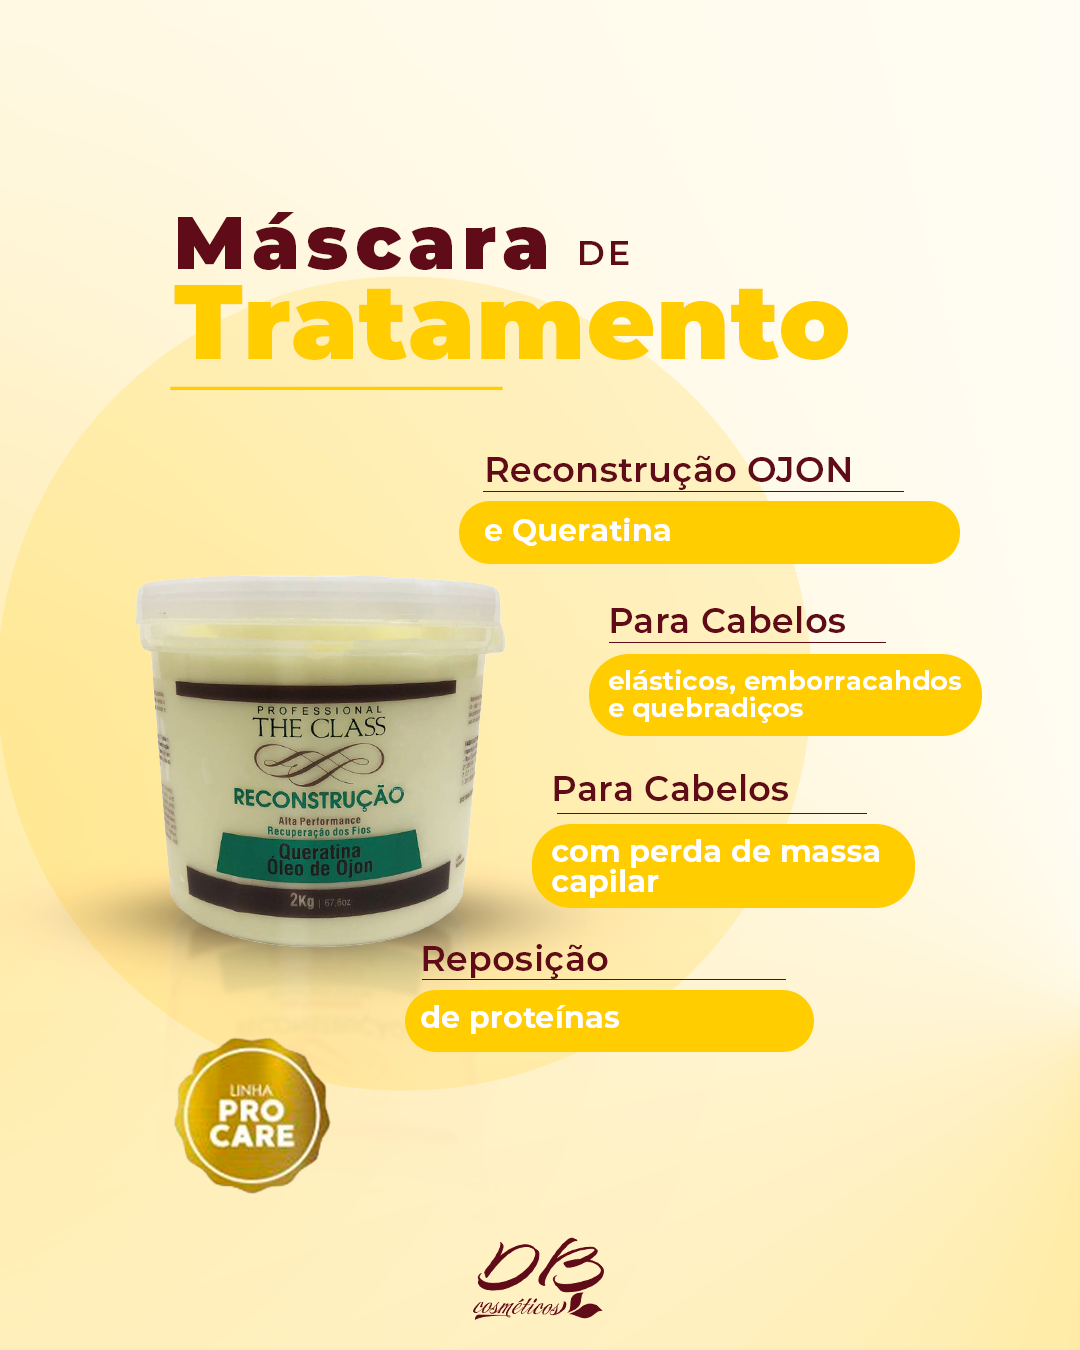 Máscara DE
Tratamento
Reconstrução OJON
e Queratina
Para Cabelos
elásticos, emborracahdos
e quebradiços
Para Cabelos
com perda de massa
capilar
Reposição
de proteínas
PROFESSIONAL
THE CLASS
RECONSTRUÇÃO
Alta Performance
Recuperação dos Fios
Queratina
Óleo de Ojon
2Kg | 67,6oz
LINHA
PRO
CARE
DB
cosméticos